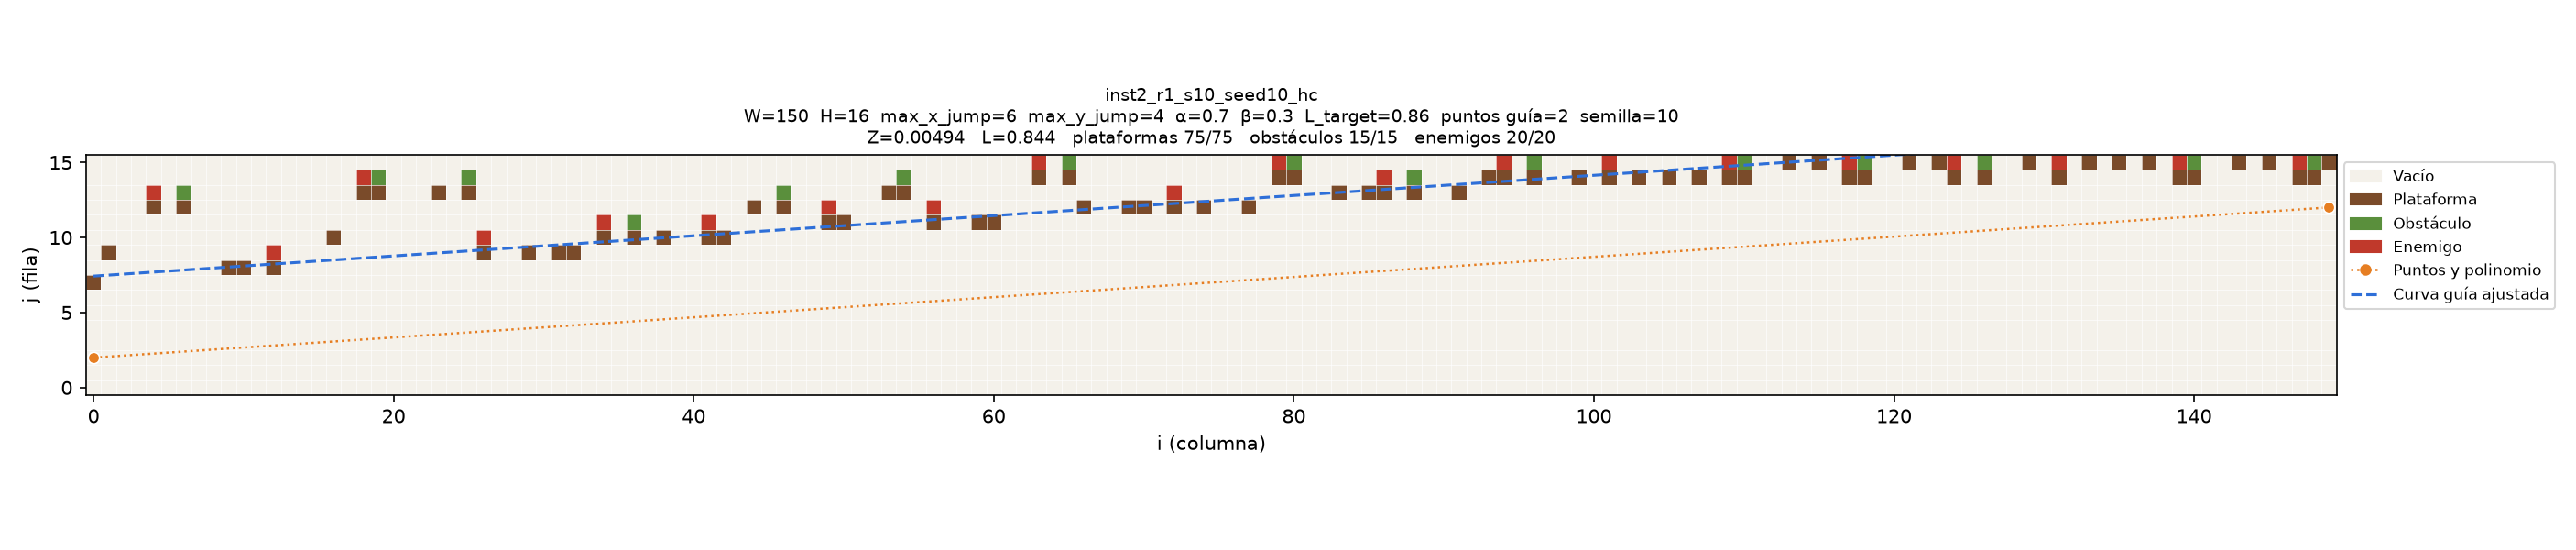 inst2_r1_s10_seed10_hc
W=150  H=16  max_x_jump=6  max_y_jump=4  α=0.7  β=0.3  L_target=0.86  puntos guía=2  semilla=10
Z=0.00494   L=0.844   plataformas 75/75   obstáculos 15/15   enemigos 20/20
15
10
5
0
j (fila)
0 20 40 60 80 100 120 140
i (columna)
Vacío
Plataforma
Obstáculo
Enemigo
Puntos y polinomio
Curva guía ajustada